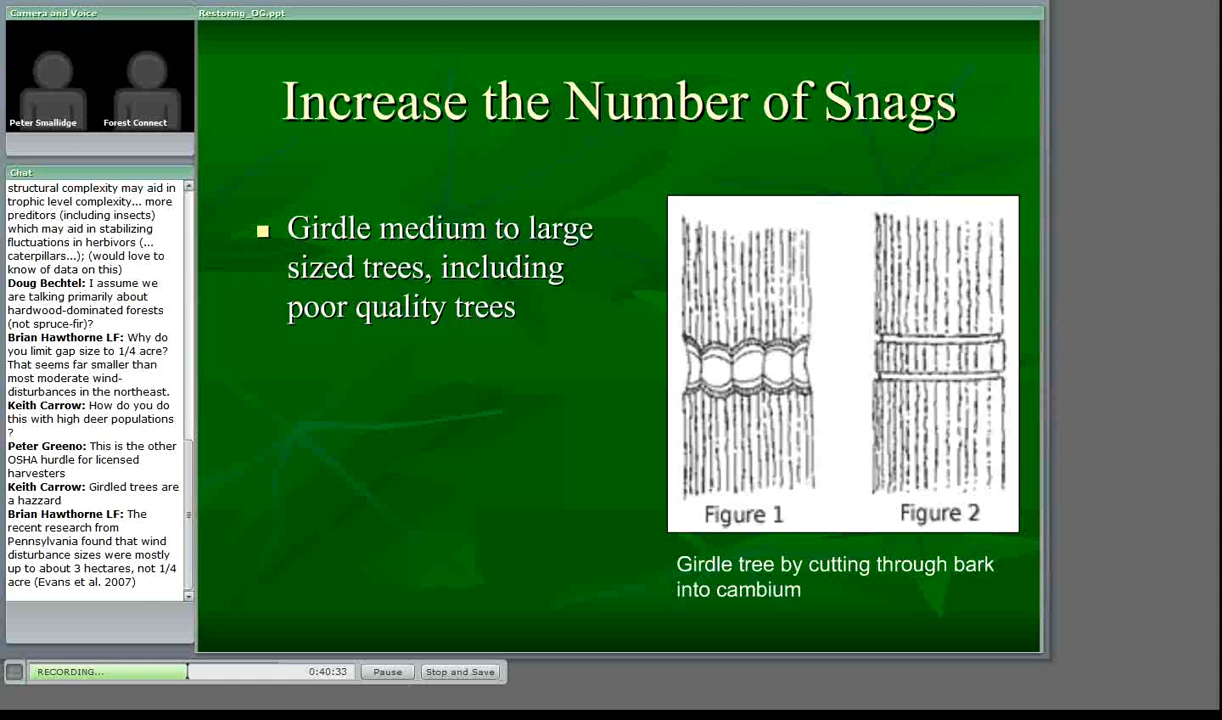 Camera and Voice
Restoring_OG.ppt
Peter Smallidge
Forest Connect
Chat
structural complexity may aid in
trophic level complexity... more
preditors (including insects)
which may aid in stabilizing
fluctuations in herbivors (...
caterpillars...); (would love to
know of data on this)
Doug Bechtel: I assume we
are talking primarily about
hardwood-dominated forests
(not spruce-fir)?
Brian Hawthorne LF: Why do
you limit gap size to 1/4 acre?
That seems far smaller than
most moderate wind-
disturbances in the northeast.
Keith Carrow: How do you do
this with high deer populations
?
Peter Greeno: This is the other
OSHA hurdle for licensed
harvesters
Keith Carrow: Girdled trees are
a hazzard
Brian Hawthorne LF: The
recent research from
Pennsylvania found that wind
disturbance sizes were mostly
up to about 3 hectares, not 1/4
acre (Evans et al. 2007)
Increase the Number of Snags
Girdle medium to large
sized trees, including
poor quality trees
Figure 1
Figure 2
Girdle tree by cutting through bark
into cambium
RECORDING...
0:40:33
Pause
Stop and Save